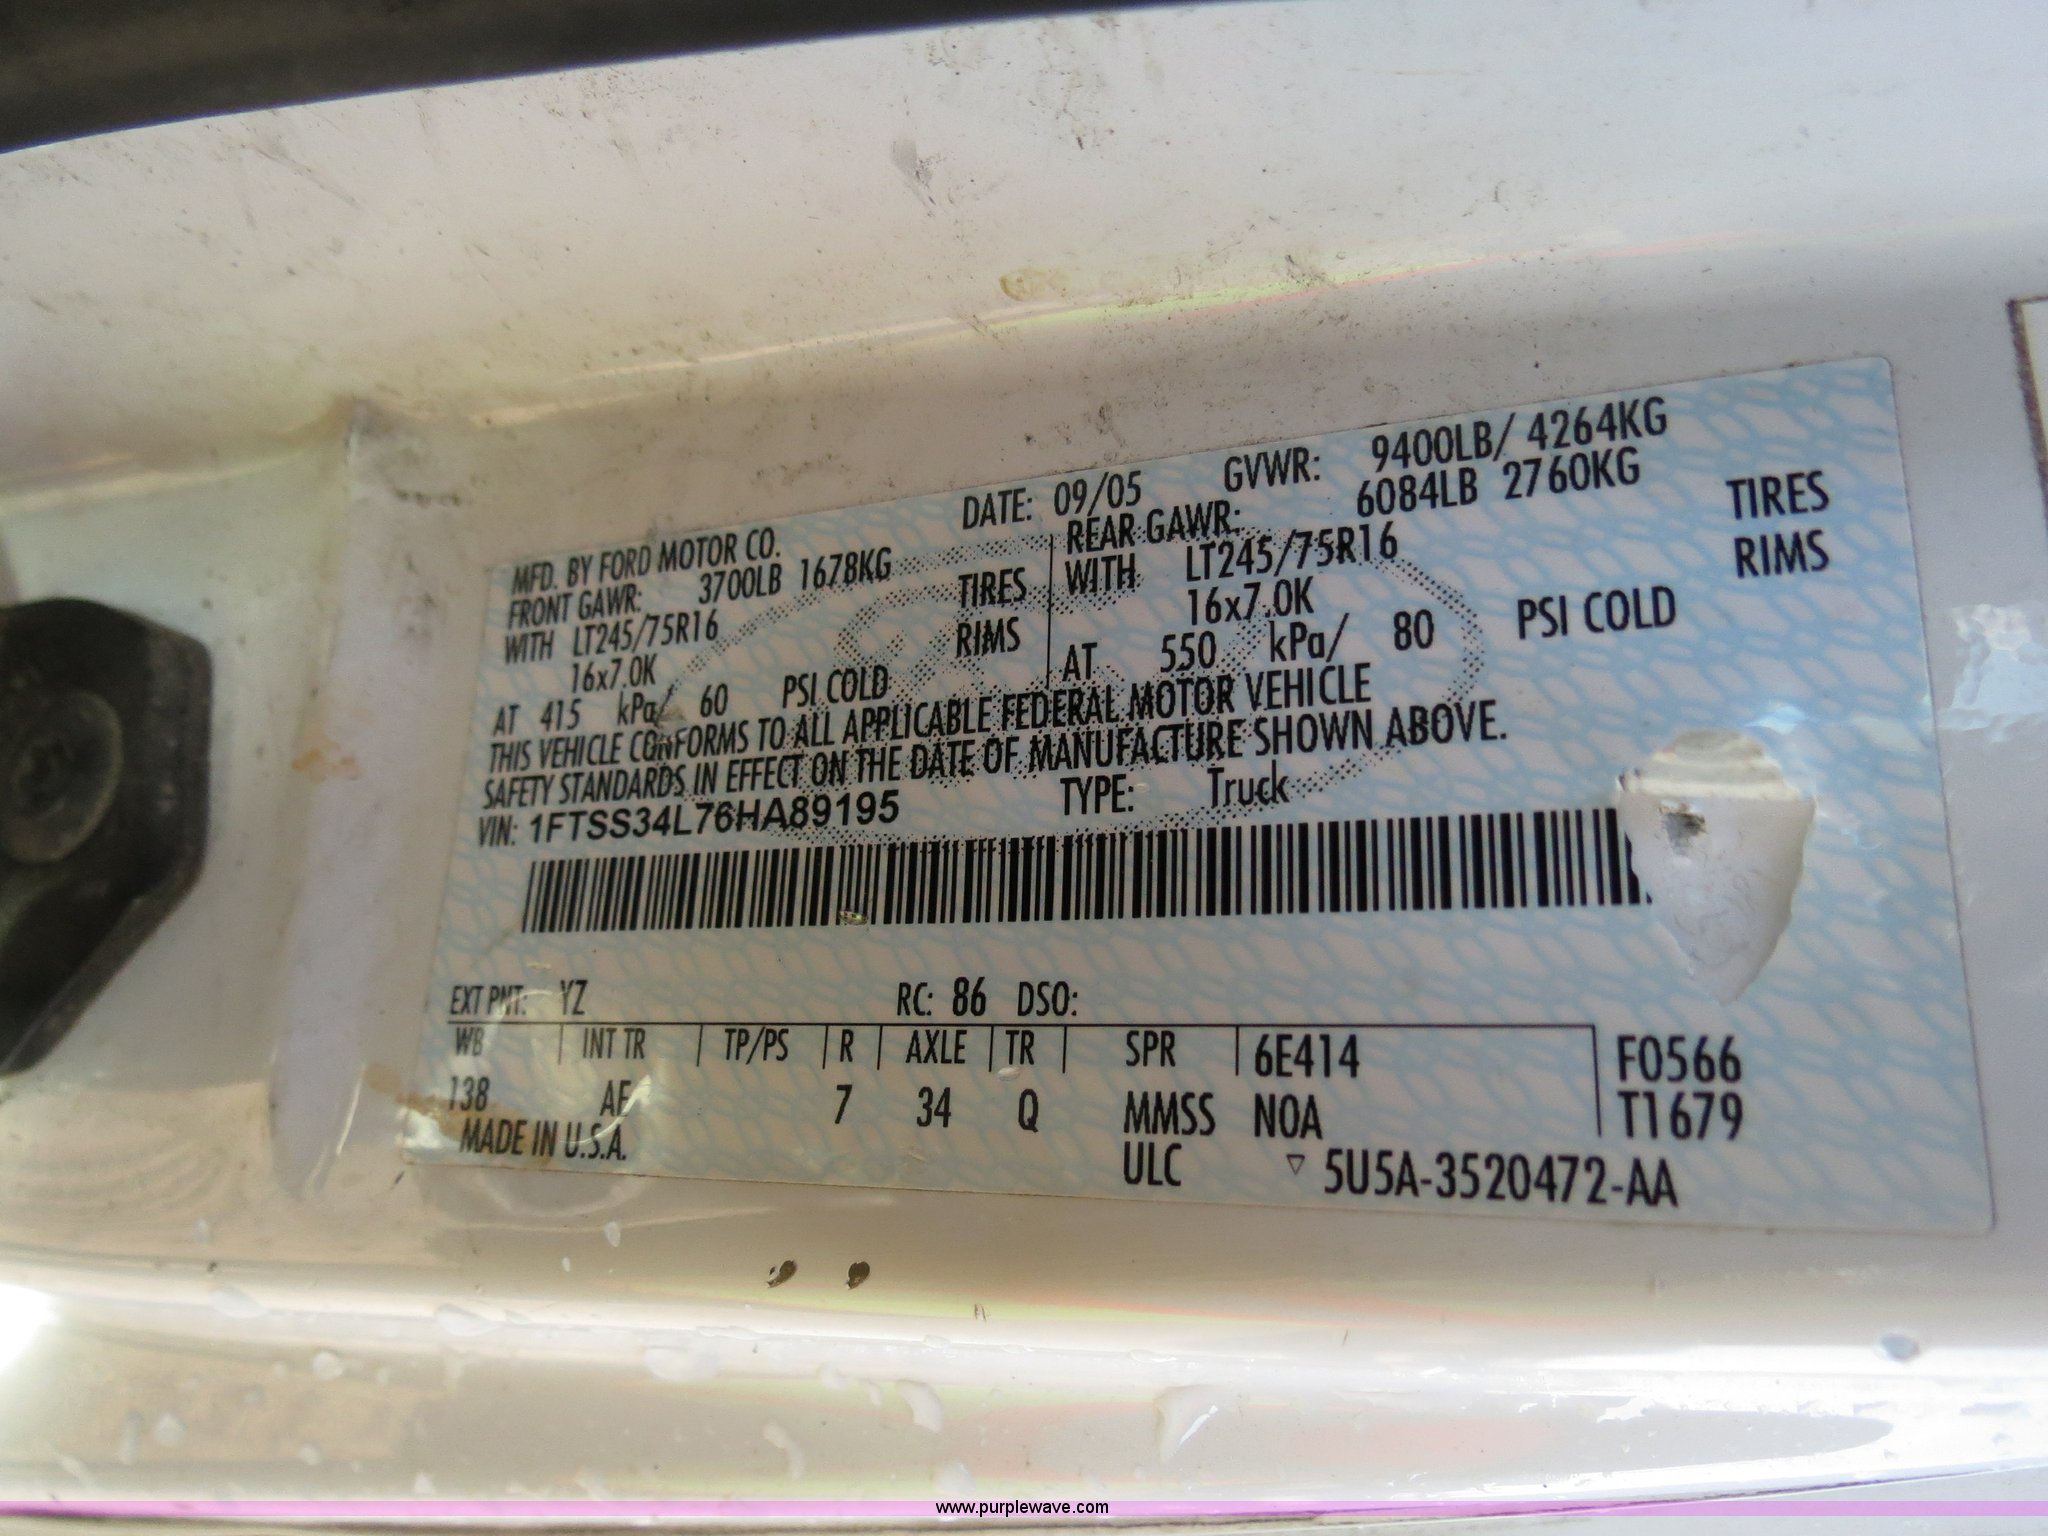 MFD. BY FORD MOTOR CO. DATE: 09/05 GVWR: 9400LB/ 4264KG
FRONT GAWR: 3700LB 1678KG REAR GAWR: 6084LB 2760KG
WITH LT245/75R16 TIRES WITH LT245/75R16 TIRES
16x7.0K RIMS 16x7.0K RIMS
AT 415 kPa/ 60 PSI COLD AT 550 kPa/ 80 PSI COLD
THIS VEHICLE CONFORMS TO ALL APPLICABLE FEDERAL MOTOR VEHICLE
SAFETY STANDARDS IN EFFECT ON THE DATE OF MANUFACTURE SHOWN ABOVE.
VIN: 1FTSS34L76HA89195 TYPE: Truck
EXT PNT: YZ RC: 86 DSO:
WB INT TR TP/PS R AXLE TR SPR 6E414 F0566
138 AE 7 34 Q MMSS NOA T1679
MADE IN U.S.A. ULC ▽ 5U5A-3520472-AA
www.purplewave.com